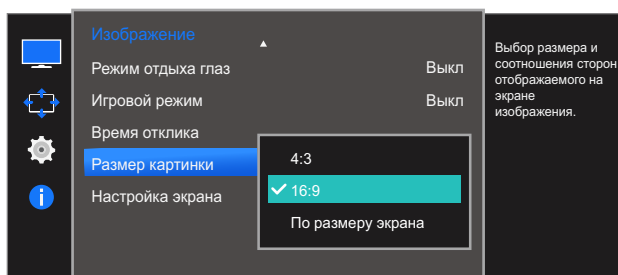 Изображение
Режим отдыха глаз Выкл
Игровой режим Выкл
Время отклика
Размер картинки
Настройка экрана
4:3
16:9
По размеру экрана
Выбор размера и
соотношения сторон
отображаемого на
экране
изображения.